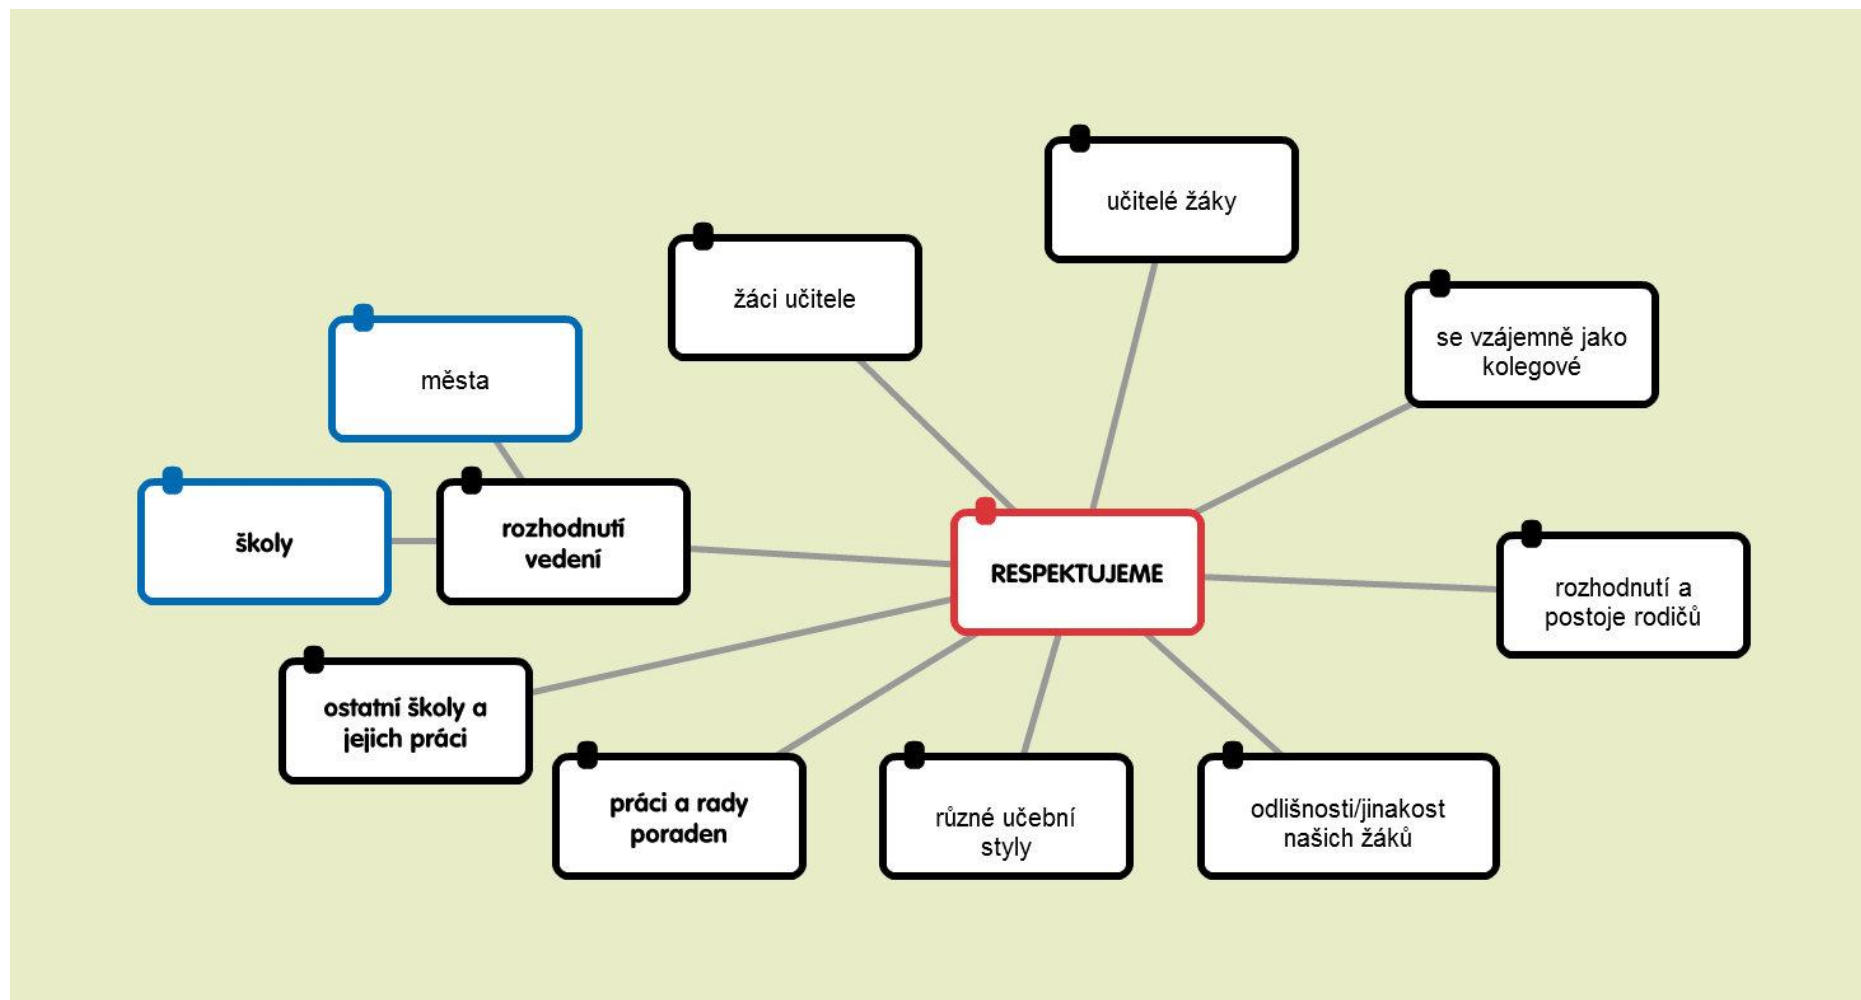 učitelé žáky
žáci učitele
se vzájemně jako
kolegové
města
školy
rozhodnutí
vedení
RESPEKTUJEME
rozhodnutí a
postoje rodičů
ostatní školy a
jejich práci
práci a rady
poraden
různé učební
styly
odlišnosti/jinakost
našich žáků